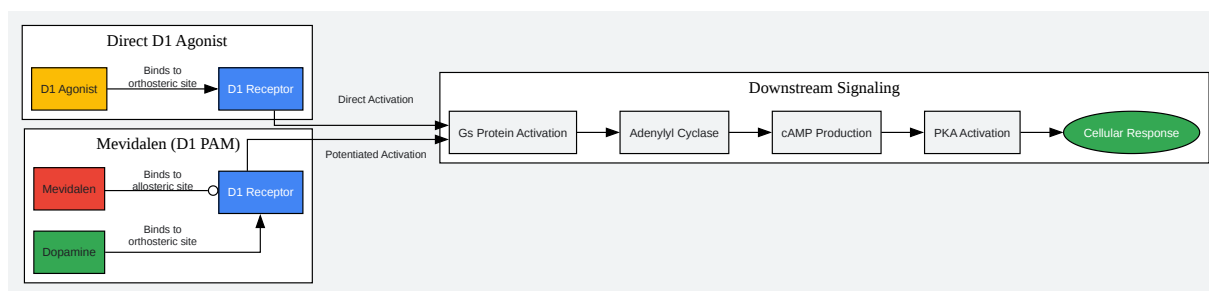 Direct D1 Agonist
D1 Agonist
Binds to
orthosteric site
D1 Receptor
Mevidalen (D1 PAM)
Mevidalen
Binds to
allosteric site
D1 Receptor
Dopamine
Binds to
orthosteric site
Direct Activation
Potentiated Activation
Downstream Signaling
Gs Protein Activation
Adenylyl Cyclase
cAMP Production
PKA Activation
Cellular Response